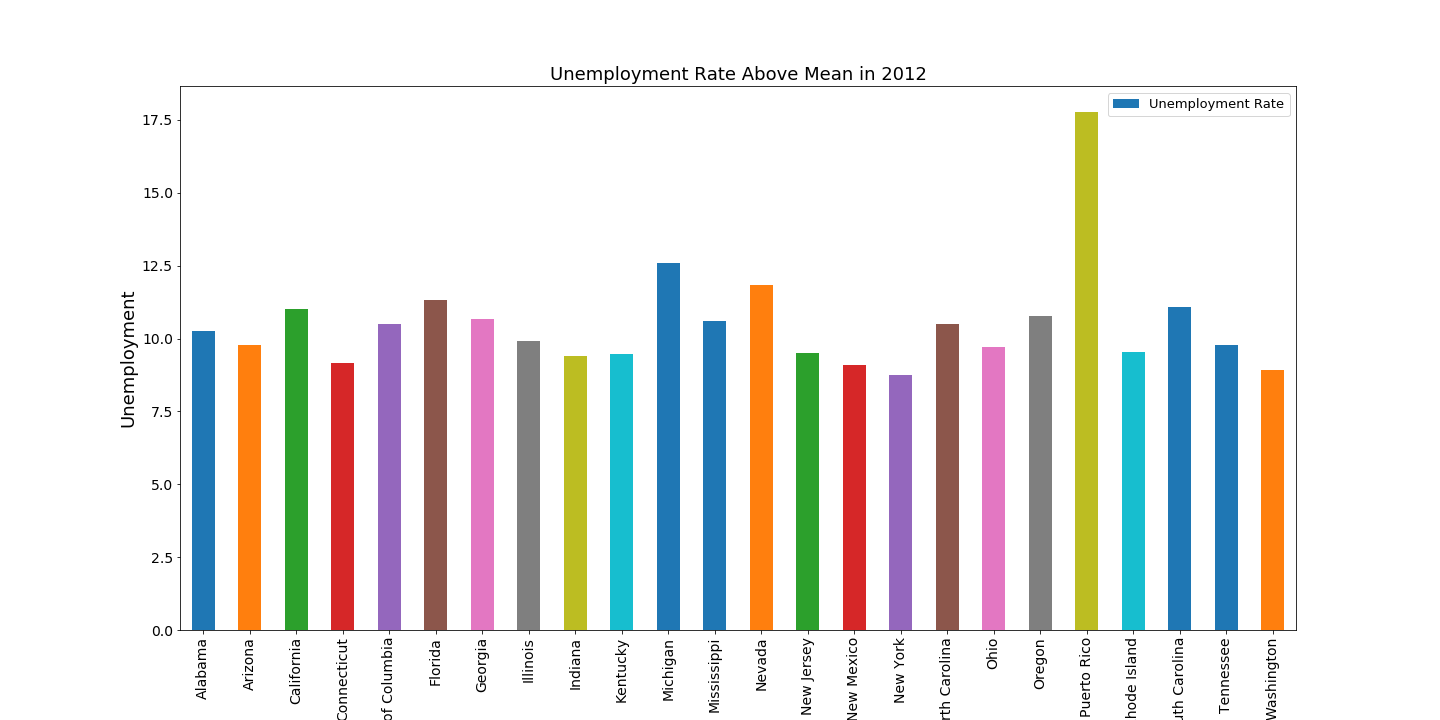 Unemployment Rate Above Mean in 2012
Unemployment Rate
Unemployment
17.5
15.0
12.5
10.0
7.5
5.0
2.5
0.0
Alabama
Arizona
California
Connecticut
of Columbia
Florida
Georgia
Illinois
Indiana
Kentucky
Michigan
Mississippi
Nevada
New Jersey
New Mexico
New York
rth Carolina
Ohio
Oregon
Puerto Rico
hode Island
uth Carolina
Tennessee
Washington